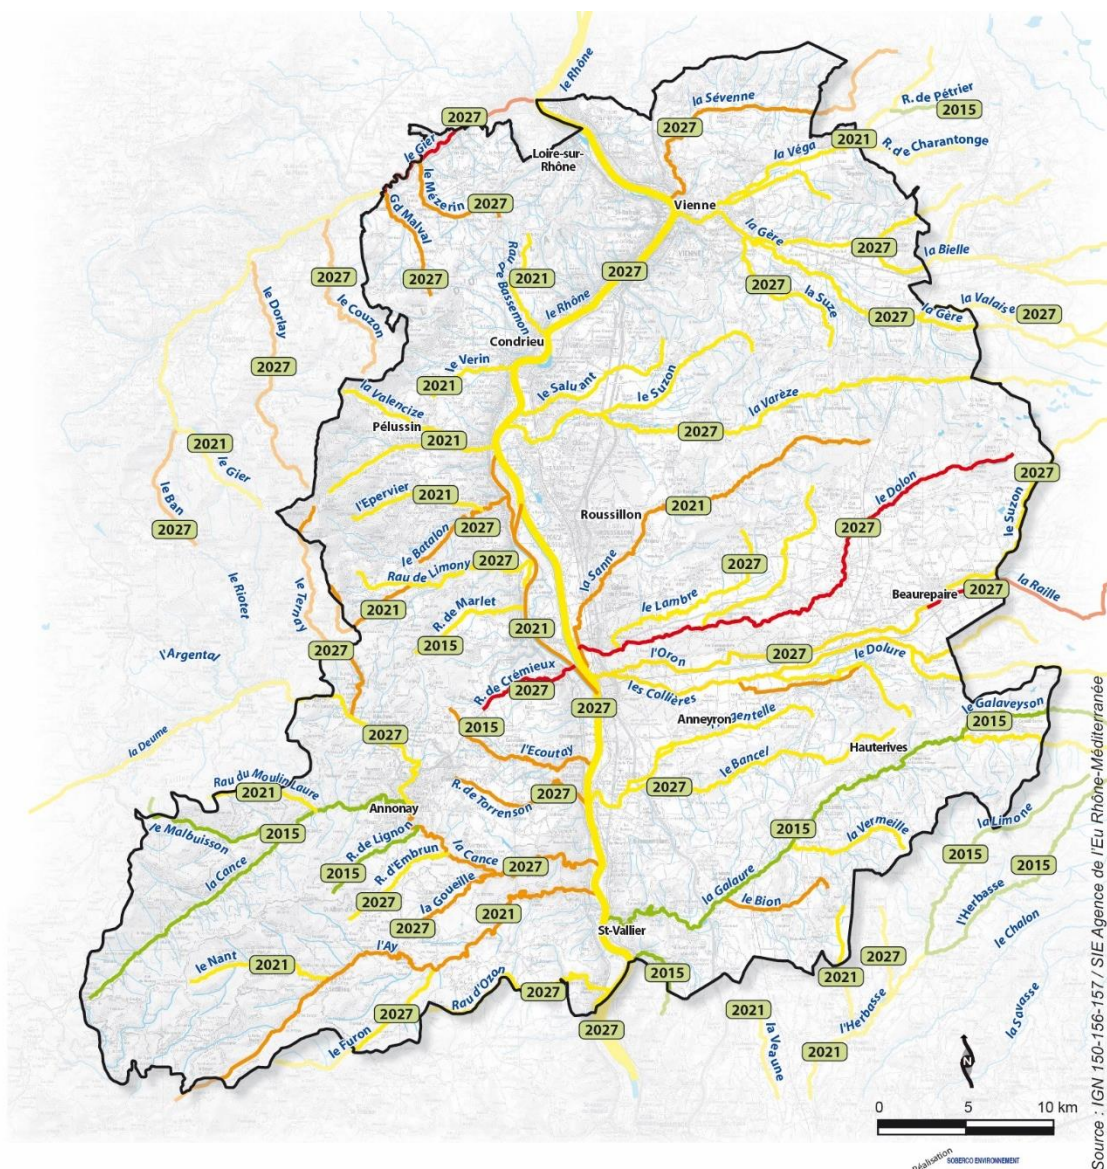 le Rhône
la Sévenne
R. de Pétrier
2015
2027
2027
le Gier
la Véga
2021
R. de Charantonge
Loire-sur-
Rhône
le Mézerin
2027
Vienne
Gd Malval
la Gère
2027
la Bielle
2027
le Couzon
2027
Rau de Bassemon
2021
2027
le Rhône
2027
la Suze
la Valaise
2027
2027
la Gère
le Dorlay
2027
Condrieu
le Verin
2021
le Saluant
le Suzon
la Varèze
2027
la Valencize
Pélussin
2021
2021
le Gier
le Ban
2027
l'Epervier
2021
le Batalon
2027
Roussillon
2021
le Dolon
2027
2027
le Suzon
la Sanne
Rau de Limony
2027
2027
le Lambre
le Riotet
le Ternay
2021
R. de Marlet
2015
2021
Beaurepaire
2027
la Raille
l'Argental
2027
l'Oron
2027
le Dolure
R. de Crémieux
2027
2027
les Collières
2015
Anneyron
le Galaveyson
2015
la Deume
2027
l'Ecoutay
Hauterives
le Bancel
2027
Rau du Moulin Laure
2021
R. de Torrenson
2027
Annonay
le Malbuisson
2015
la Cance
R. de Lignon
2015
R. d'Embrun
2027
la Cance
2027
la Goueille
2027
2021
2015
la Vermeille
la Limone
2015
2015
la Galaure
le Bion
l'Herbasse
le Chalon
St-Vallier
l'Ay
le Nant
2021
2027
2021
2015
Rau d'Ozon
2027
2027
le Furon
2027
2021
la Veaune
l'Herbasse
2021
la Savasse
N
0 5 10 km
Réalisation
SOBERCO ENVIRONNEMENT
Source : IGN 150-156-157 / SIE Agence de l'Eu Rhône-Méditerranée